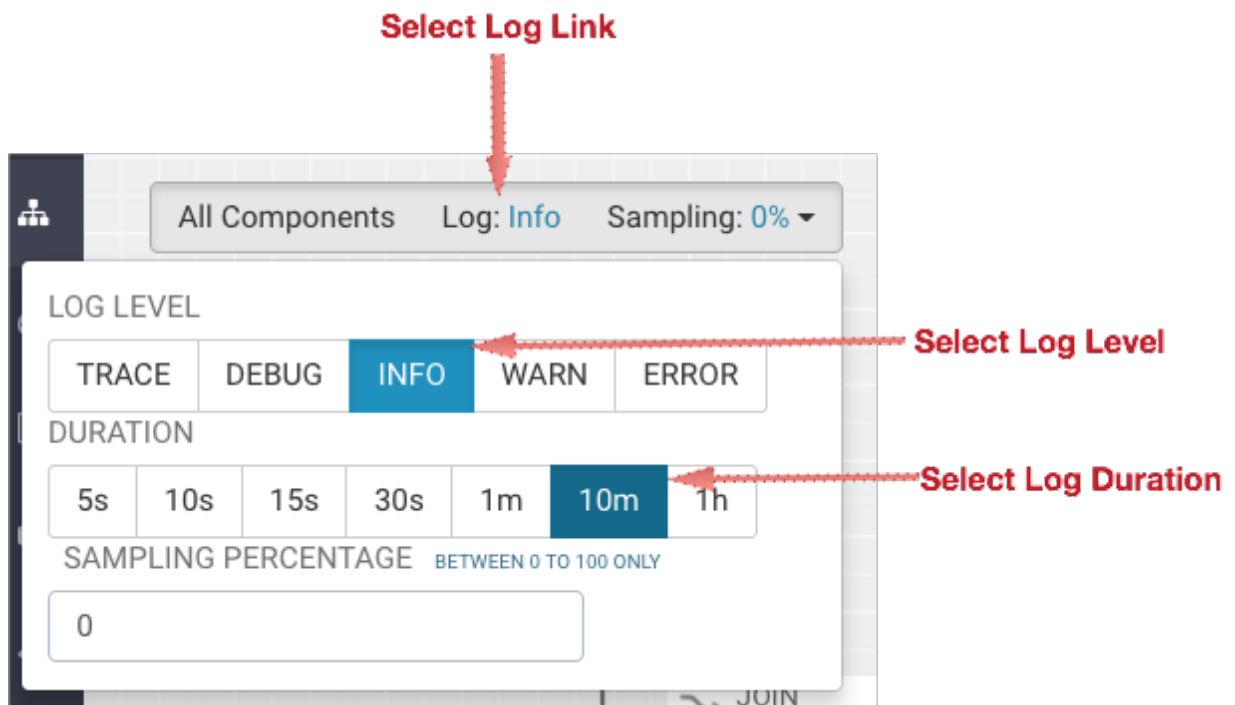 Select Log Link
All Components Log: Info Sampling: 0%
LOG LEVEL
TRACE DEBUG INFO WARN ERROR
Select Log Level
DURATION
5s 10s 15s 30s 1m 10m 1h
Select Log Duration
SAMPLING PERCENTAGE BETWEEN 0 TO 100 ONLY
0
JOIN